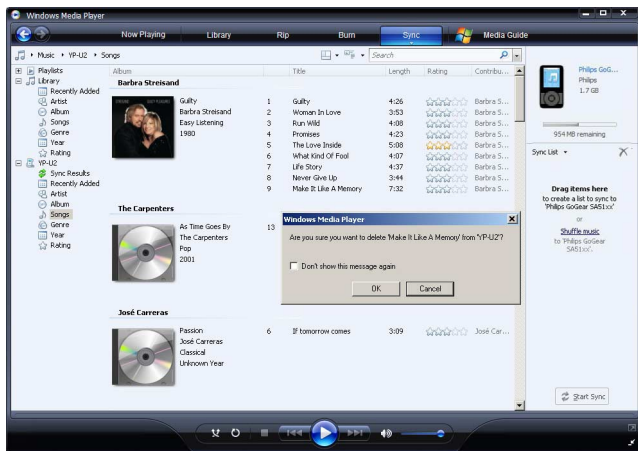 Windows Media Player
Now Playing Library Rip Burn Sync Media Guide
Music YP-U2 Songs
Search
Playlists
Library
Recently Added
Artist
Album
Songs
Genre
Year
Rating
YP-U2
Sync Results
Recently Added
Artist
Album
Songs
Genre
Year
Rating
Album Title Length Rating Contribu...
Barbra Streisand
Guilty
Barbra Streisand
Easy Listening
1980
1 Guilty 4:26 Barbra S...
2 Woman In Love 3:53 Barbra S...
3 Run Wild 4:08 Barbra S...
4 Promises 4:23 Barbra S...
5 The Love Inside 5:08 Barbra S...
6 What Kind Of Fool 4:07 Barbra S...
7 Life Story 4:37 Barbra S...
8 Never Give Up 3:44 Barbra S...
9 Make It Like A Memory 7:32 Barbra S...
The Carpenters
As Time Goes By
The Carpenters
Pop
2001
13
Windows Media Player
Are you sure you want to delete 'Make It Like A Memory' from "YP-U2'?
Don't show this message again
OK Cancel
José Carreras
Passion
José Carreras
Classical
Unknown Year
6 If tomorrow comes 3:09 José Car...
Philips GoG...
Philips
1.7 GB
954 MB remaining
Sync List
Drag items here
to create a list to sync to
'Philips GoGear SA51xx'
or
Shuffle music
to 'Philips GoGear
SA51xx'.
Start Sync